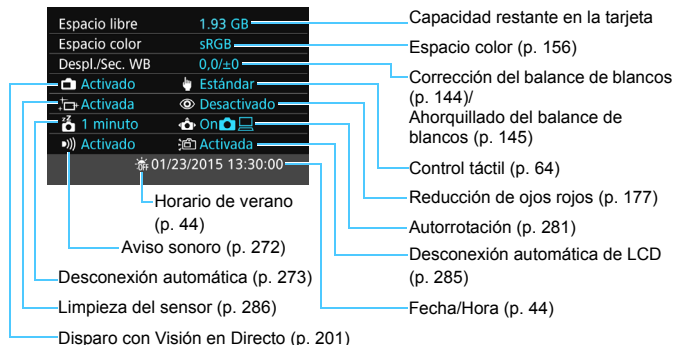 Espacio libre 1.93 GB
Espacio color sRGB
Despl./Sec. WB 0,0/±0
Activado Estándar
Activada Desactivado
1 minuto On
Activado Activada
01/23/2015 13:30:00
Capacidad restante en la tarjeta
Espacio color (p. 156)
Corrección del balance de blancos
(p. 144)/
Ahorquillado del balance de
blancos (p. 145)
Control táctil (p. 64)
Reducción de ojos rojos (p. 177)
Autorrotación (p. 281)
Desconexión automática de LCD
(p. 285)
Fecha/Hora (p. 44)
Horario de verano
(p. 44)
Aviso sonoro (p. 272)
Desconexión automática (p. 273)
Limpieza del sensor (p. 286)
Disparo con Visión en Directo (p. 201)